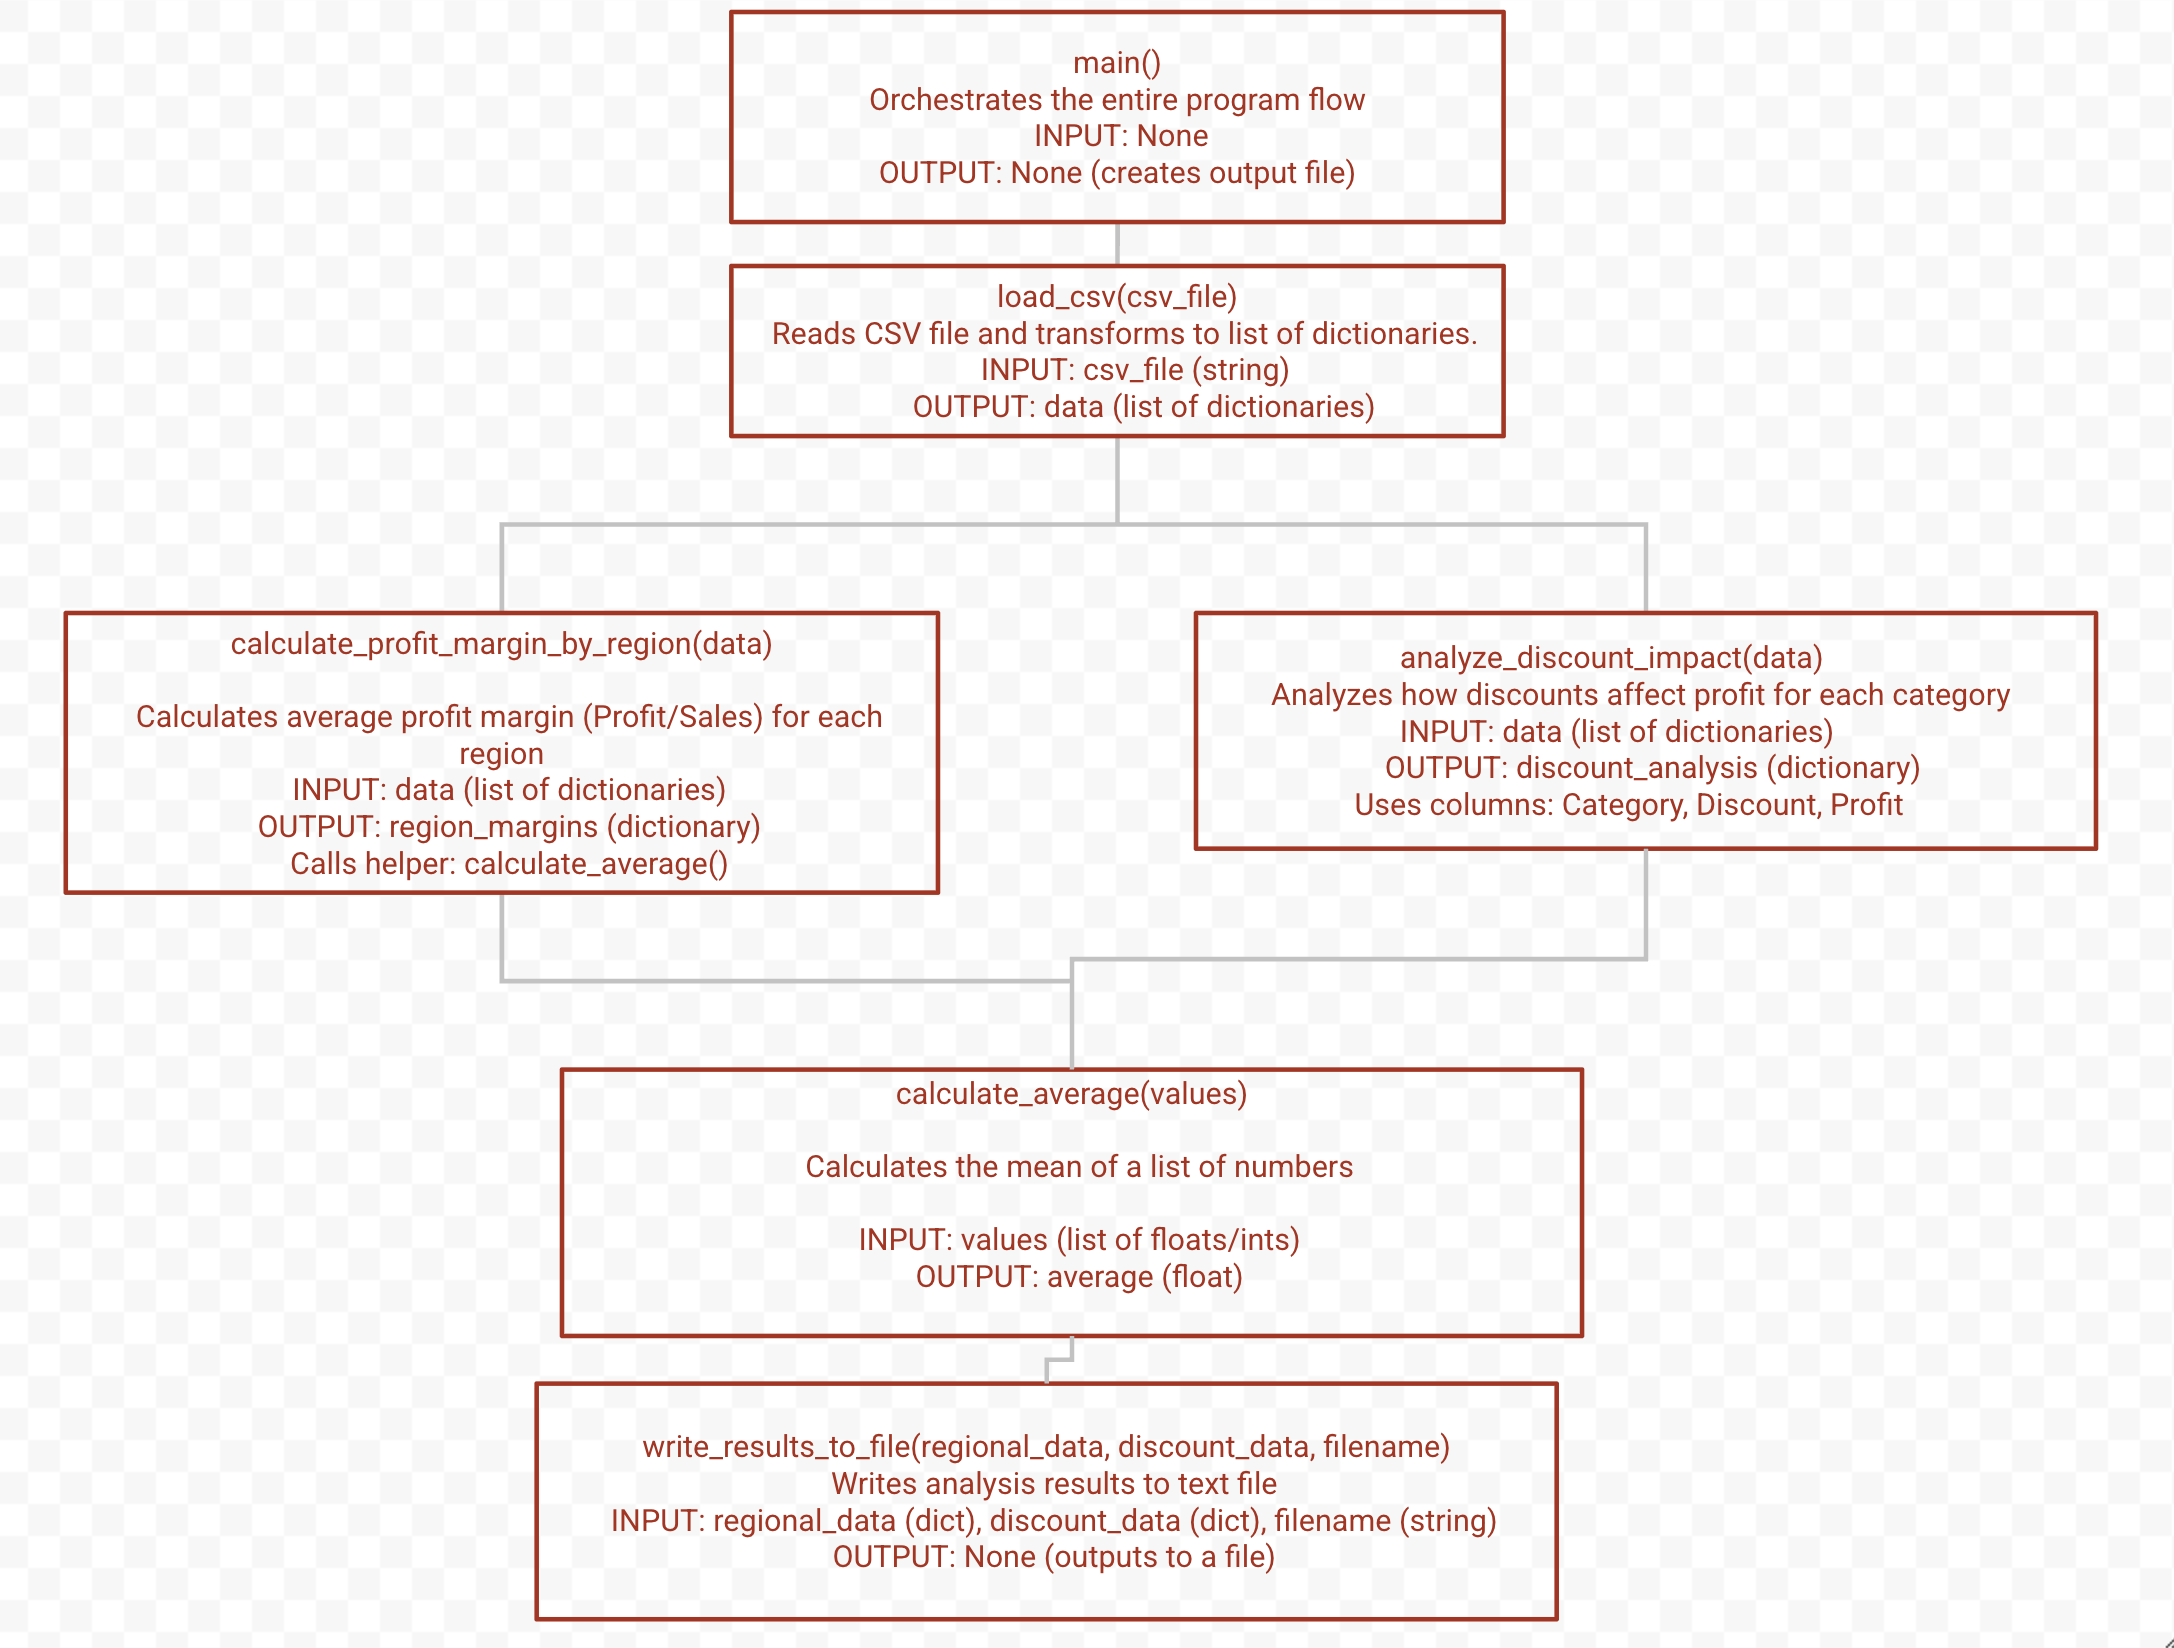 main()
Orchestrates the entire program flow
INPUT: None
OUTPUT: None (creates output file)
load_csv(csv_file)
Reads CSV file and transforms to list of dictionaries.
INPUT: csv_file (string)
OUTPUT: data (list of dictionaries)
calculate_profit_margin_by_region(data)
Calculates average profit margin (Profit/Sales) for each
region
INPUT: data (list of dictionaries)
OUTPUT: region_margins (dictionary)
Calls helper: calculate_average()
analyze_discount_impact(data)
Analyzes how discounts affect profit for each category
INPUT: data (list of dictionaries)
OUTPUT: discount_analysis (dictionary)
Uses columns: Category, Discount, Profit
calculate_average(values)
Calculates the mean of a list of numbers
INPUT: values (list of floats/ints)
OUTPUT: average (float)
write_results_to_file(regional_data, discount_data, filename)
Writes analysis results to text file
INPUT: regional_data (dict), discount_data (dict), filename (string)
OUTPUT: None (outputs to a file)